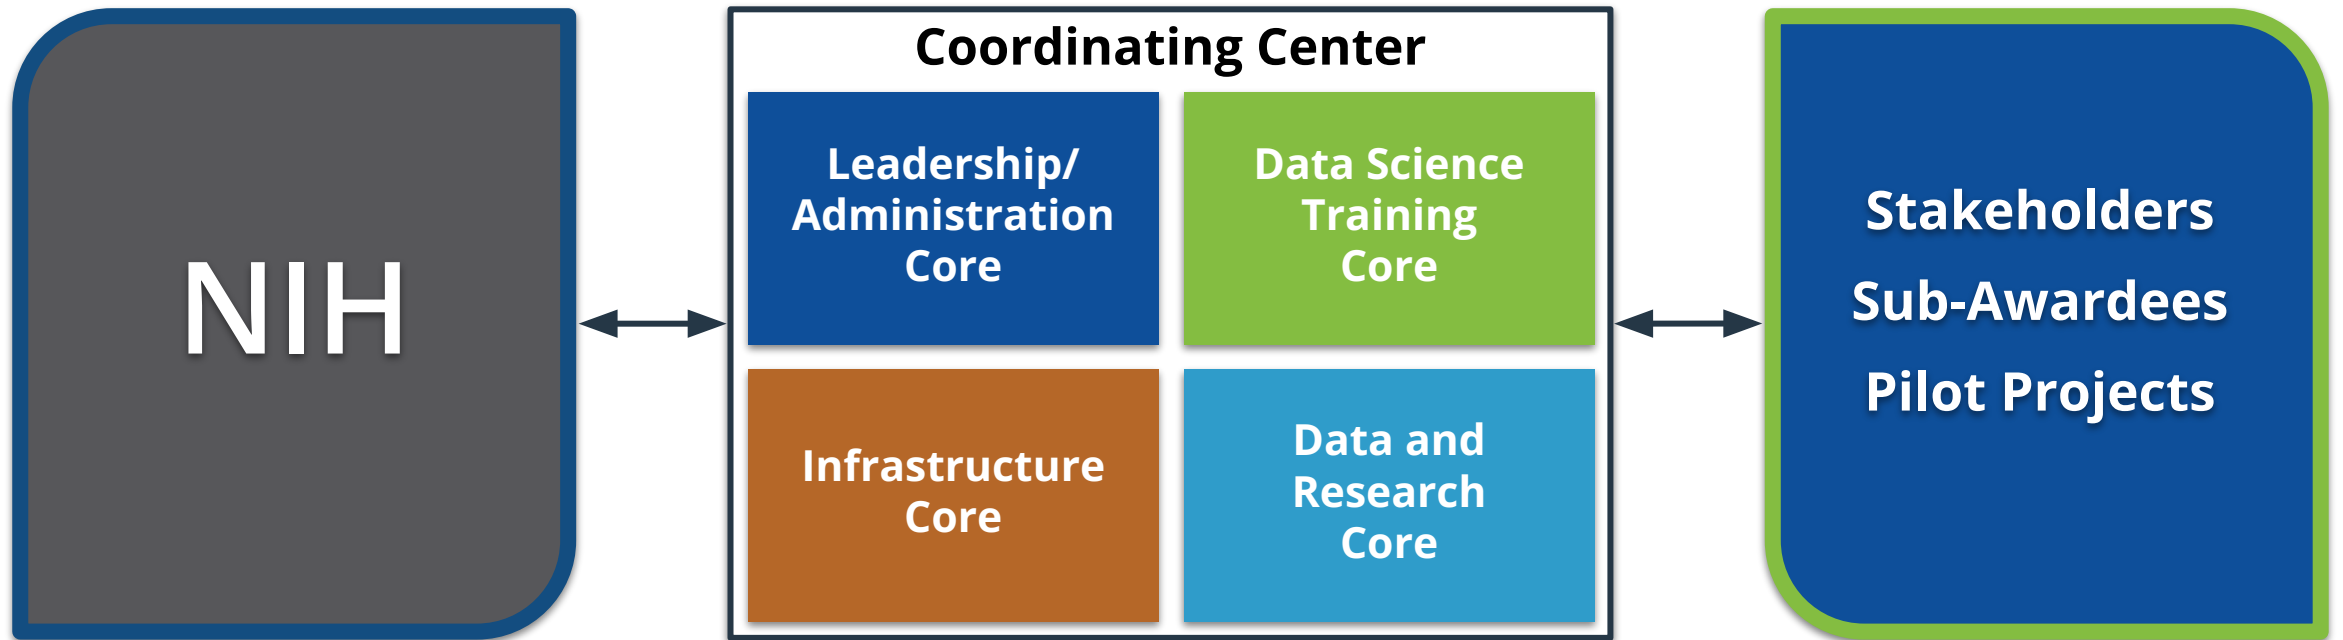 NIH
Coordinating Center
Leadership/
Administration
Core
Data Science
Training
Core
Infrastructure
Core
Data and
Research
Core
Stakeholders
Sub-Awardees
Pilot Projects